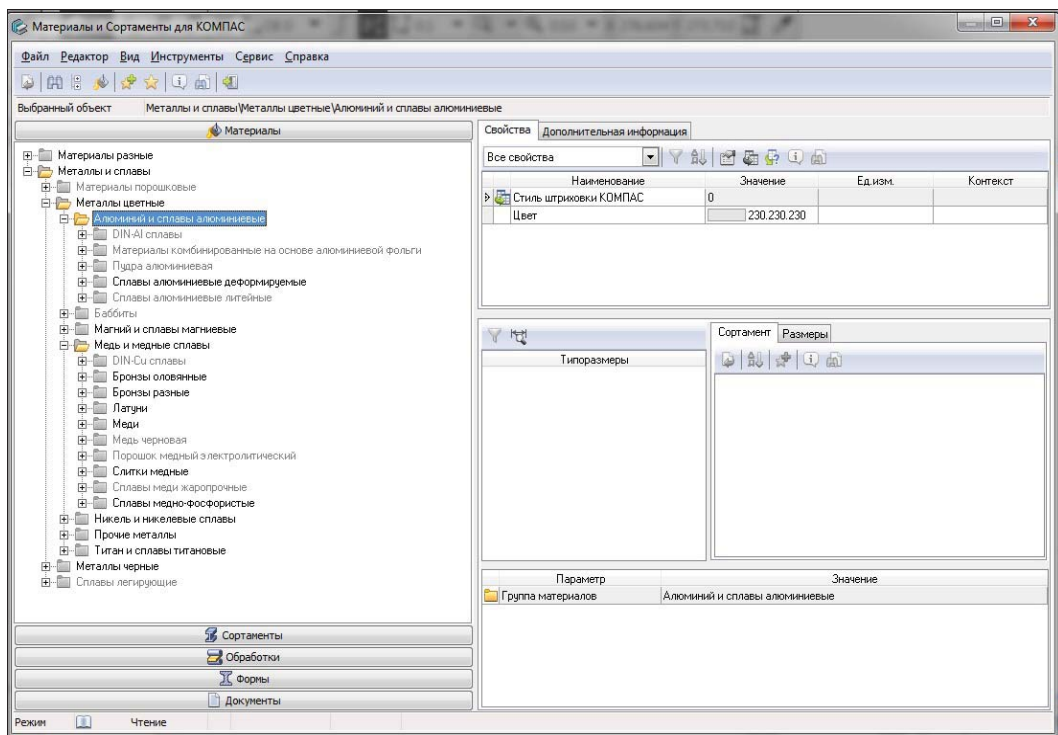 Материалы и Сортаменты для КОМПАС
Файл Редактор Вид Инструменты Сервис Справка
Выбранный объект Металлы и сплавы\Металлы цветные\Алюминий и сплавы алюминиевые
Материалы
Материалы разные
Металлы и сплавы
Материалы порошковые
Металлы цветные
Алюминий и сплавы алюминиевые
DIN-Al сплавы
Материалы комбинированные на основе алюминиевой фольги
Пудра алюминиевая
Сплавы алюминиевые деформируемые
Сплавы алюминиевые литейные
Баббиты
Магний и сплавы магниевые
Медь и медные сплавы
DIN-Cu сплавы
Бронзы оловянные
Бронзы разные
Латуни
Меди
Медь черновая
Порошок медный электролитический
Слитки медные
Сплавы меди жаропрочные
Сплавы медно-фосфористые
Никель и никелевые сплавы
Прочие металлы
Титан и сплавы титановые
Металлы черные
Сплавы легирующие
Сортаменты
Обработки
Формы
Документы
Свойства Дополнительная информация
Все свойства
Наименование Значение Ед.изм. Контекст
Стиль штриховки КОМПАС 0
Цвет 230.230.230
Типоразмеры
Сортамент Размеры
Параметр Значение
Группа материалов Алюминий и сплавы алюминиевые
Режим Чтение